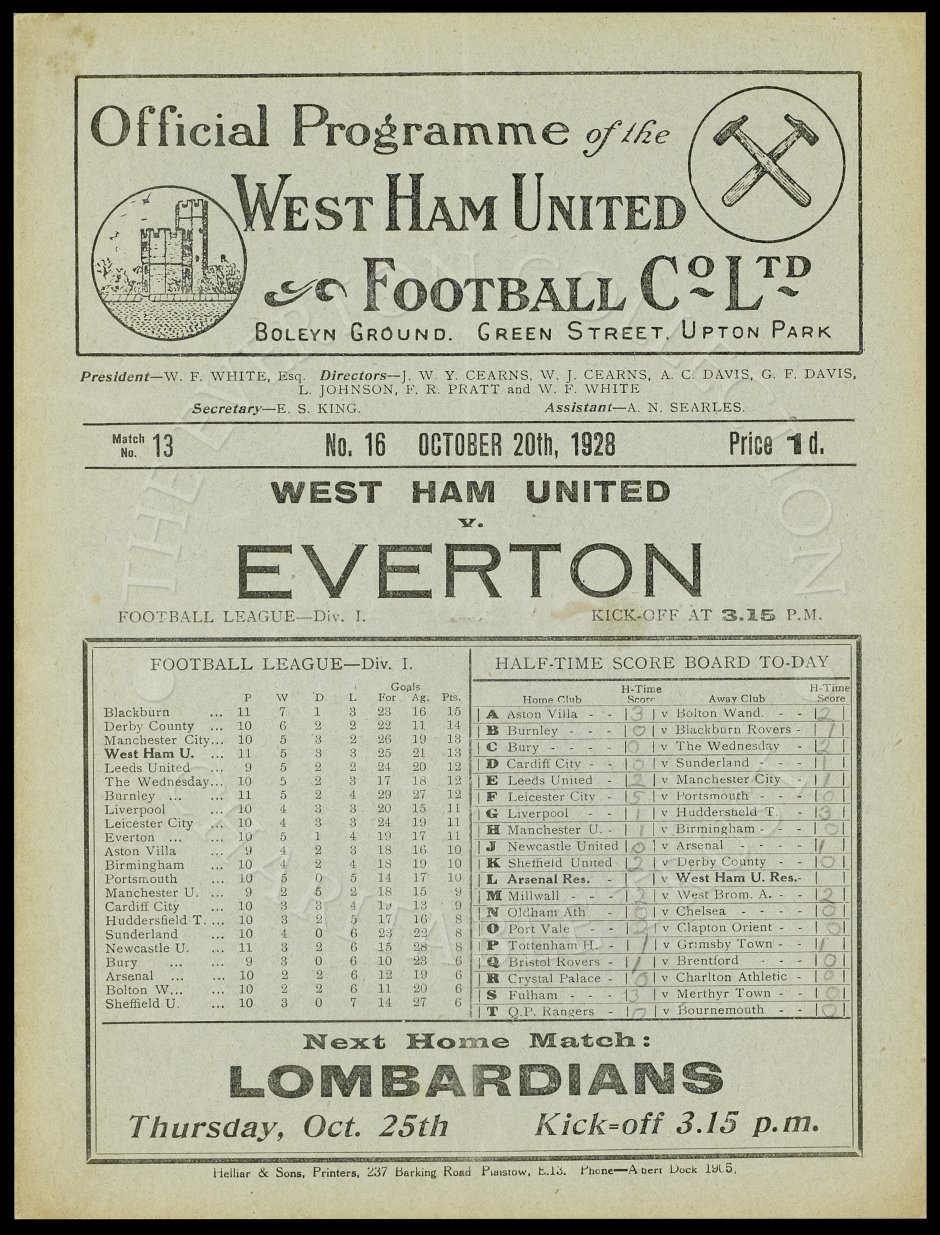 Official Programme of the
WEST HAM UNITED
FOOTBALL CO LTD
BOLEYN GROUND. GREEN STREET, UPTON PARK
President—W. F. WHITE, Esq. Directors—J. W. Y. CEARNS, W. J. CEARNS, A. C. DAVIS, G. F. DAVIS,
L. JOHNSON, F. R. PRATT and W. F. WHITE
Secretary—E. S. KING. Assistant—A. N. SEARLES.
Match No. 13 No. 16 OCTOBER 20th, 1928 Price 1d.
WEST HAM UNITED
v.
EVERTON
FOOTBALL LEAGUE—Div. I. KICK-OFF AT 3.15 P.M.
FOOTBALL LEAGUE—Div. I.
Goals
P W D L For Ag. Pts.
Blackburn ... 11 7 1 3 23 16 15
Derby County ... 10 6 2 2 22 11 14
Manchester City... 10 5 3 2 26 19 13
West Ham U. ... 11 5 3 3 25 21 13
Leeds United ... 9 5 2 2 24 20 12
The Wednesday... 10 5 2 3 17 18 12
Burnley ... ... 11 5 2 4 29 27 12
Liverpool ... 10 4 3 3 20 15 11
Leicester City ... 10 4 3 3 24 19 11
Everton ... ... 10 5 1 4 19 17 11
Aston Villa ... 9 4 2 3 18 16 10
Birmingham ... 10 4 2 4 18 19 10
Portsmouth ... 10 5 0 5 14 17 10
Manchester U. ... 9 2 5 2 18 15 9
Cardiff City ... 10 3 3 4 19 13 9
Huddersfield T. ... 10 3 2 5 17 16 8
Sunderland ... 10 4 0 6 23 22 8
Newcastle U. ... 11 3 2 6 15 28 8
Bury ... ... 9 3 0 6 10 23 6
Arsenal ... ... 10 2 2 6 12 19 6
Bolton W... ... 10 2 2 6 11 20 6
Sheffield U. ... 10 3 0 7 14 27 6
HALF-TIME SCORE BOARD TO-DAY
Home Club H-Time Score Away Club H-Time Score
A Aston Villa - - 3 v Bolton Wand. - - 2
B Burnley - - - 0 v Blackburn Rovers - 1
C Bury - - - 0 v The Wednesday - 2
D Cardiff City - - 0 v Sunderland - - 1
E Leeds United - 2 v Manchester City - 1
F Leicester City - 5 v Portsmouth - - 0
G Liverpool - - 1 v Huddersfield T. - 3
H Manchester U. - 1 v Birmingham - - 0
J Newcastle United 0 v Arsenal - - - 1
K Sheffield United 2 v Derby County - - 0
L Arsenal Res. - v West Ham U. Res.-
M Millwall - - 2 v West Brom. A. - - 2
N Oldham Ath - 0 v Chelsea - - - 0
O Port Vale - - v Clapton Orient - - 0
P Tottenham H. - 1 v Grimsby Town - - 1
Q Bristol Rovers - 1 v Brentford - - 0
R Crystal Palace - 0 v Charlton Athletic - 0
S Fulham - - - 3 v Merthyr Town - - 0
T Q.P. Rangers - 0 v Bournemouth - - 0
Next Home Match:
LOMBARDIANS
Thursday, Oct. 25th Kick=off 3.15 p.m.
Helliar & Sons, Printers, 237 Barking Road Plaistow, E.13. Phone—Albert Dock 1905.
THE EVERTON COLLECTION